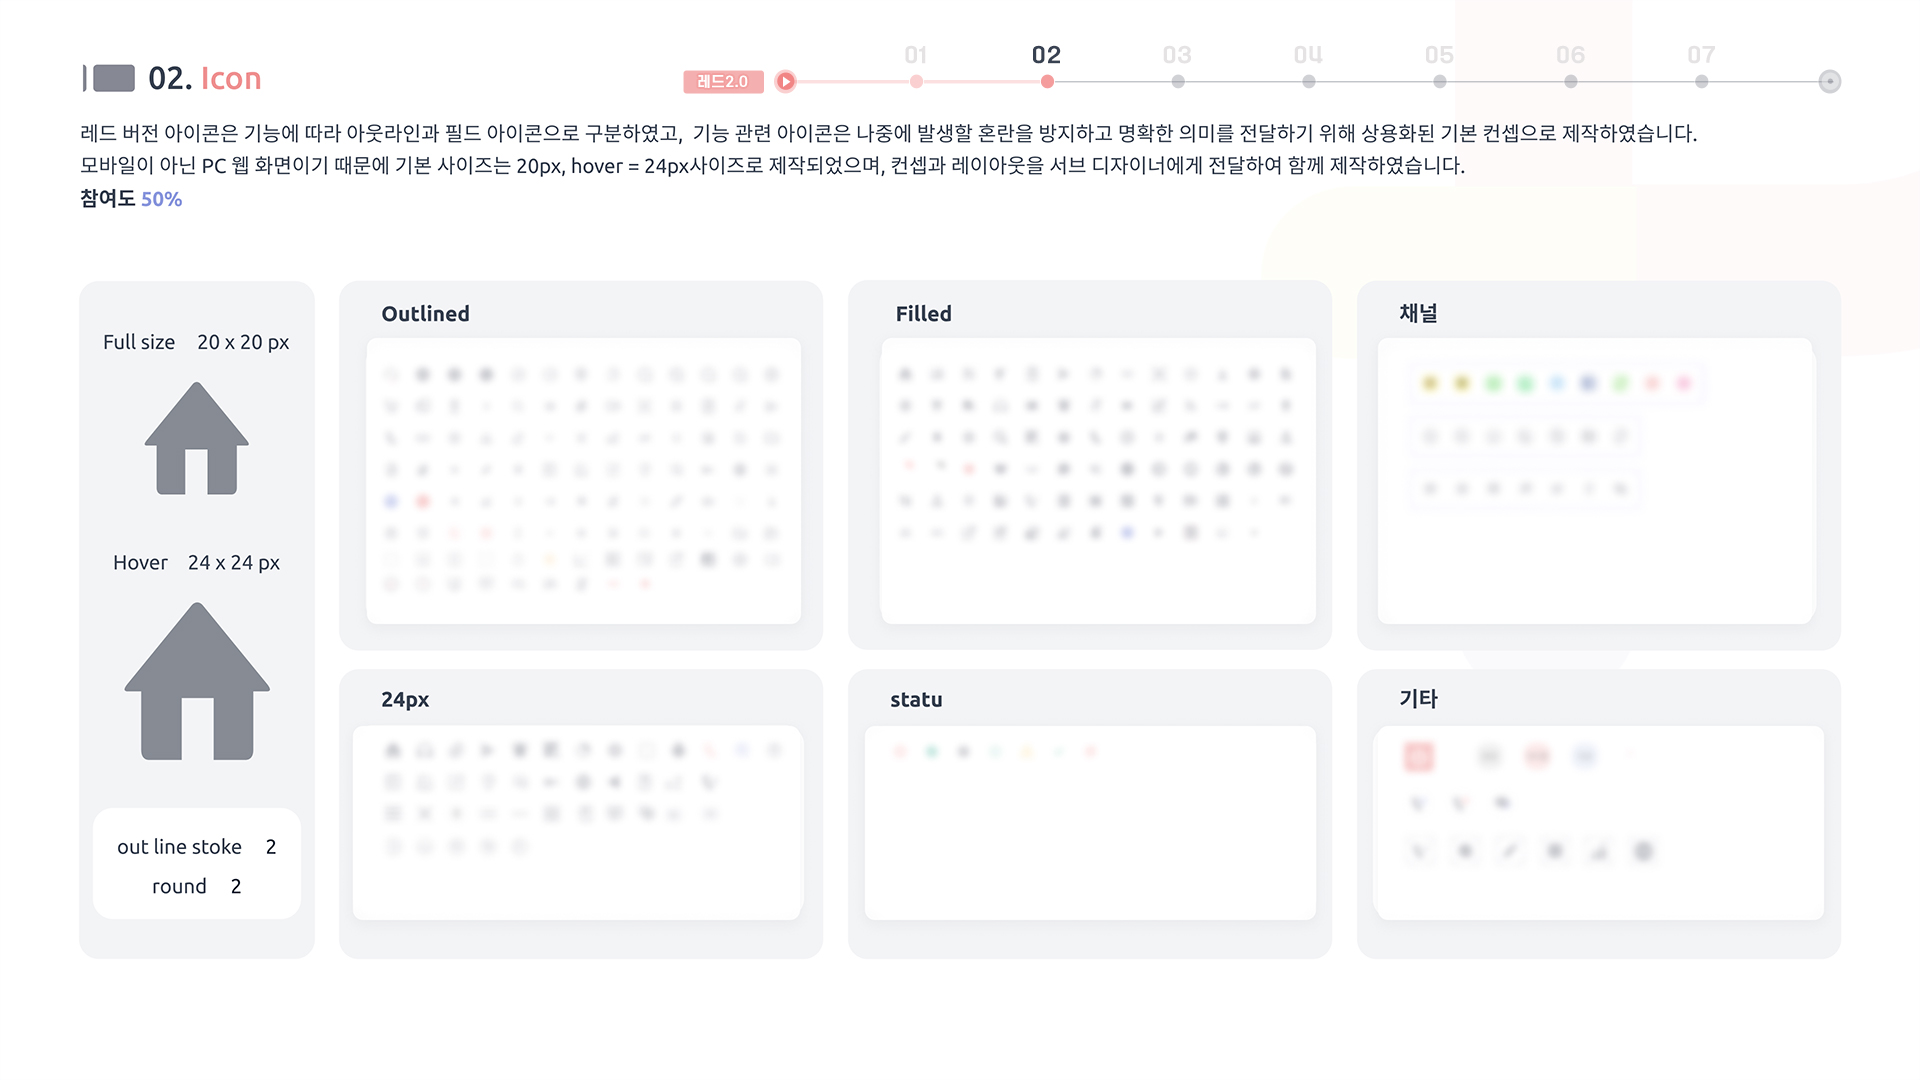 02. Icon
레드2.0
01
02
03
04
05
06
07
레드 버전 아이콘은 기능에 따라 아웃라인과 필드 아이콘으로 구분하였고, 기능 관련 아이콘은 나중에 발생할 혼란을 방지하고 명확한 의미를 전달하기 위해 상용화된 기본 컨셉으로 제작하였습니다.
모바일이 아닌 PC 웹 화면이기 때문에 기본 사이즈는 20px, hover = 24px사이즈로 제작되었으며, 컨셉과 레이아웃을 서브 디자이너에게 전달하여 함께 제작하였습니다.
참여도 50%
Full size 20 x 20 px
Hover 24 x 24 px
out line stoke 2
round 2
Outlined
Filled
채널
24px
statu
기타